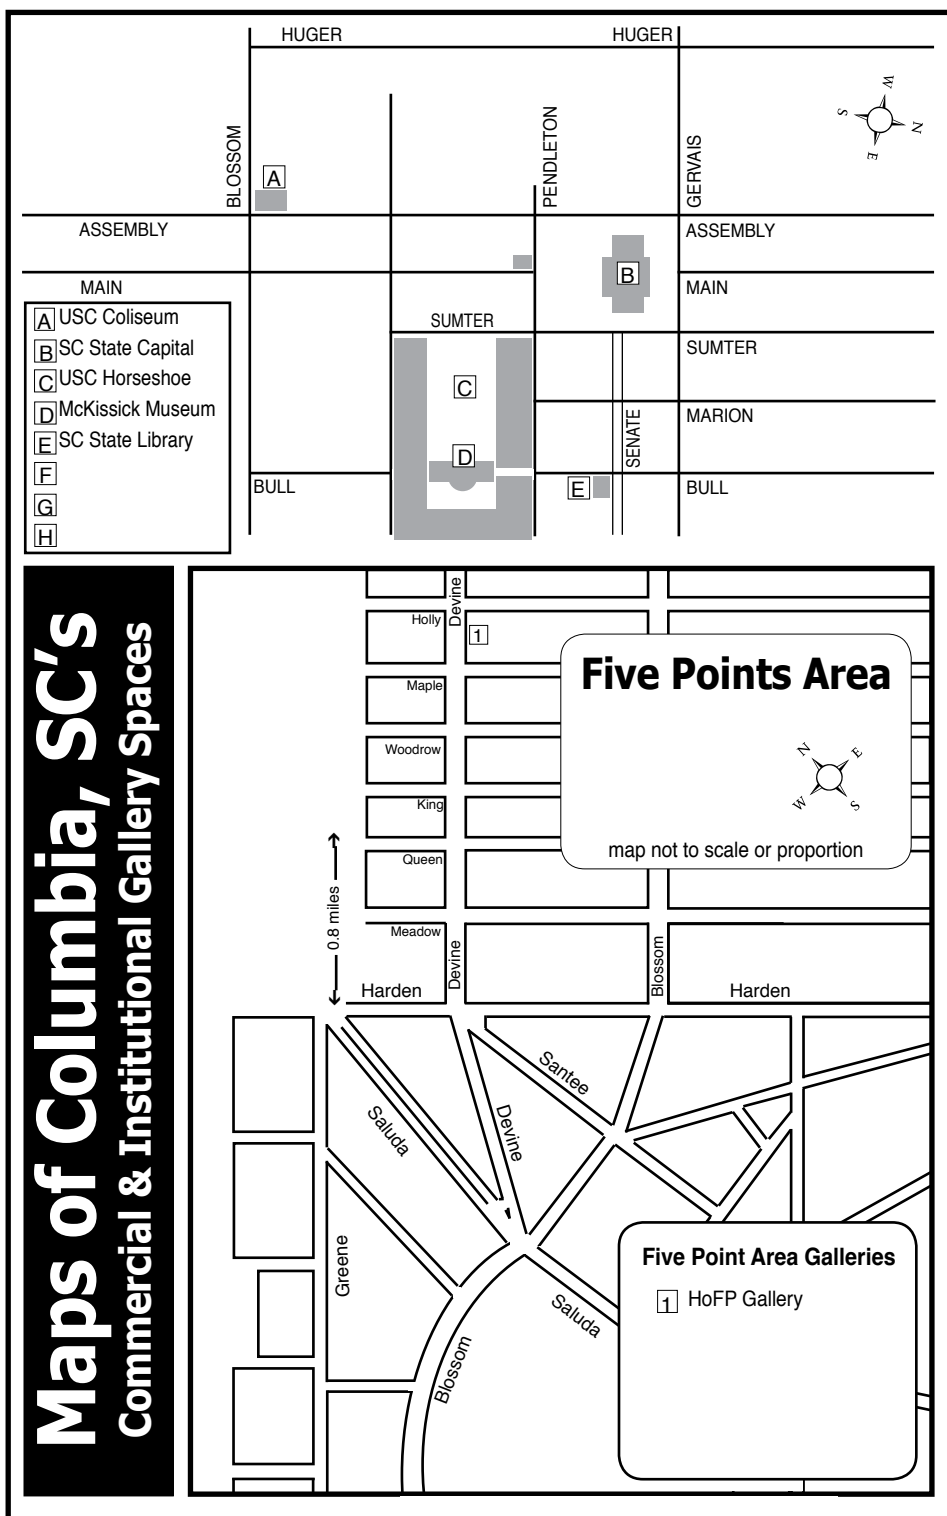 HUGER
HUGER
BLOSSOM
PENDLETON
GERVAIS
W
S
N
E
A
ASSEMBLY
ASSEMBLY
B
MAIN
MAIN
SUMTER
SUMTER
C
MARION
SENATE
D
BULL
E
BULL
A USC Coliseum
B SC State Capital
C USC Horseshoe
D McKissick Museum
E SC State Library
F
G
H
Maps of Columbia, SC's
Commercial & Institutional Gallery Spaces
Devine
Holly
1
Maple
Woodrow
King
Queen
Meadow
Five Points Area
N
E
W
S
map not to scale or proportion
0.8 miles
Devine
Blossom
Harden
Harden
Santee
Saluda
Devine
Greene
Blossom
Saluda
Five Point Area Galleries
1 HoFP Gallery